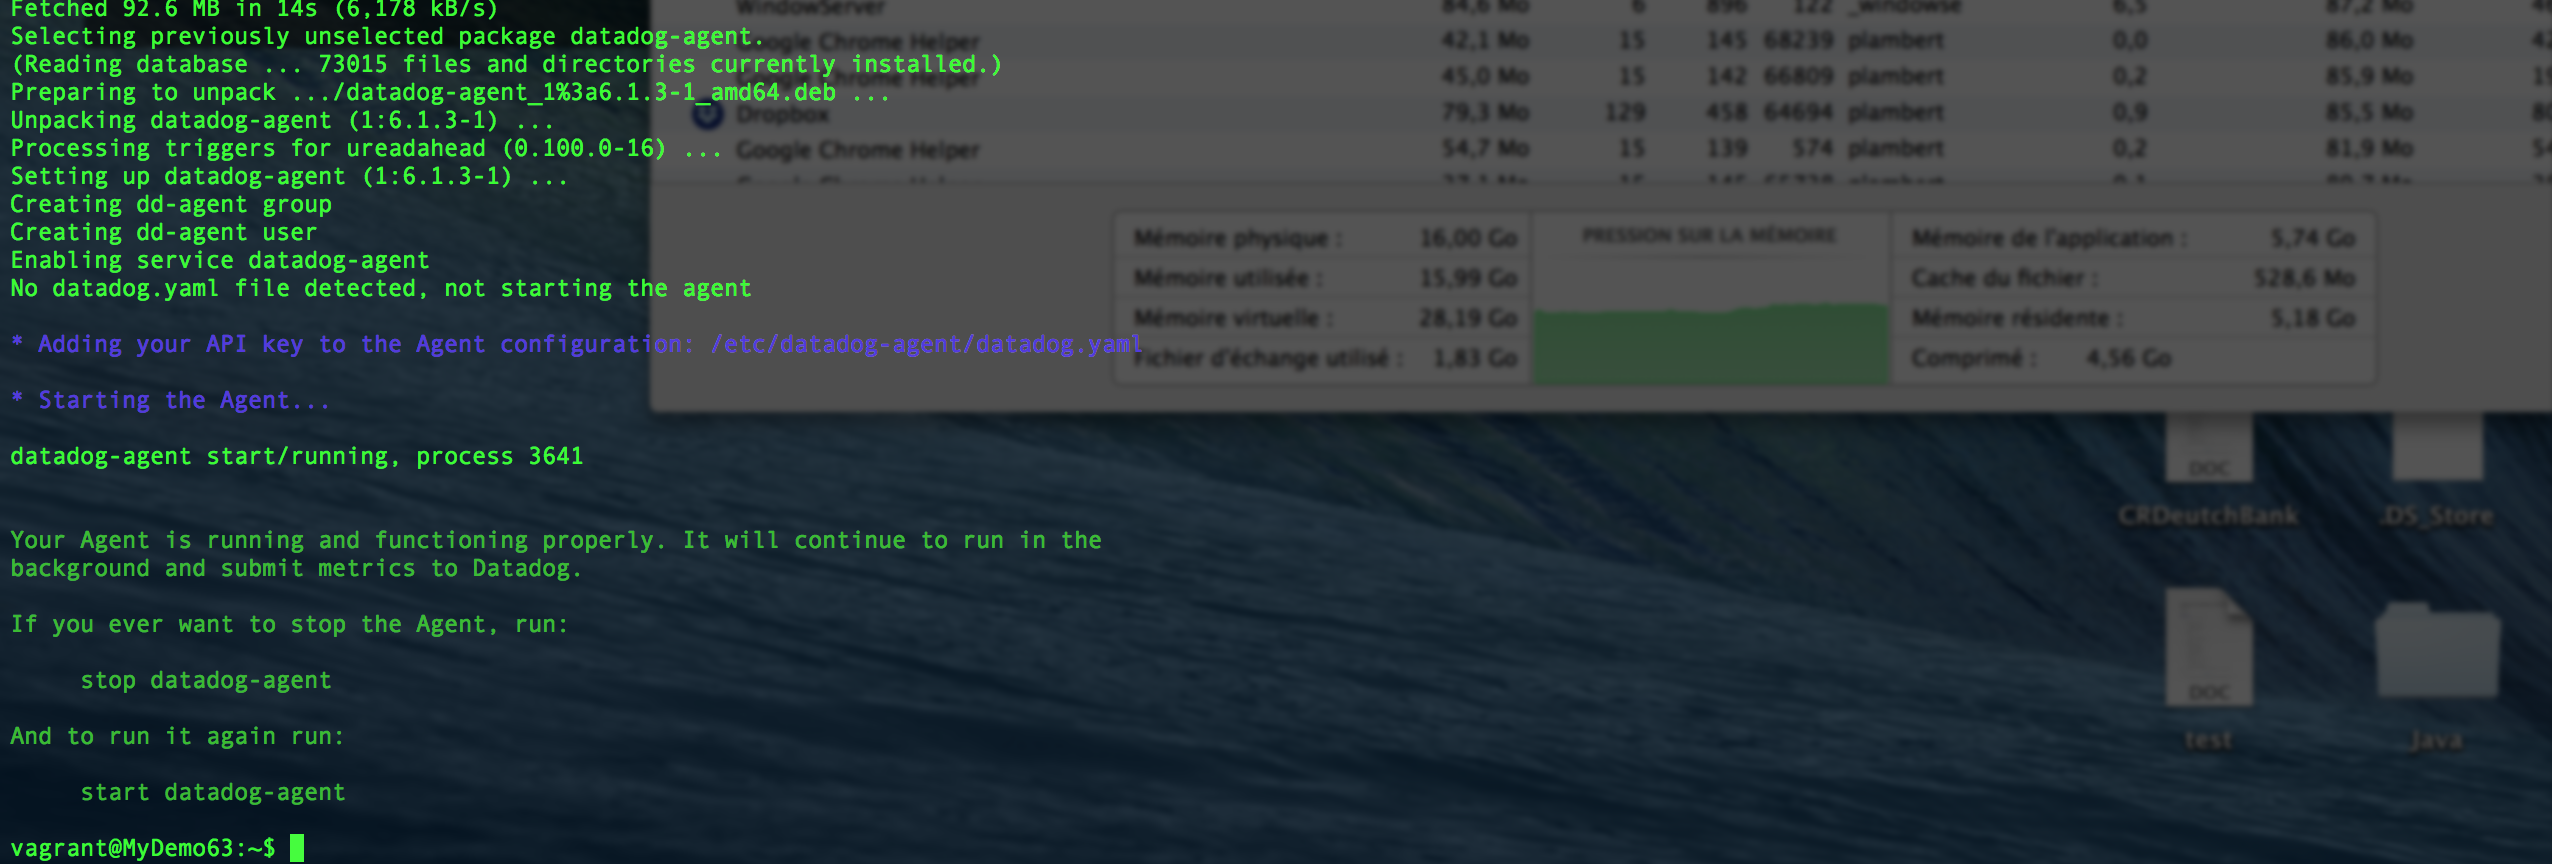 Fetched 92.6 MB in 14s (6,178 kB/s)
Selecting previously unselected package datadog-agent.
(Reading database ... 73015 files and directories currently installed.)
Preparing to unpack .../datadog-agent_1%3a6.1.3-1_amd64.deb ...
Unpacking datadog-agent (1:6.1.3-1) ...
Processing triggers for ureadahead (0.100.0-16) ...
Setting up datadog-agent (1:6.1.3-1) ...
Creating dd-agent group
Creating dd-agent user
Enabling service datadog-agent
No datadog.yaml file detected, not starting the agent
* Adding your API key to the Agent configuration: /etc/datadog-agent/datadog.yaml
* Starting the Agent...
datadog-agent start/running, process 3641
Your Agent is running and functioning properly. It will continue to run in the
background and submit metrics to Datadog.
If you ever want to stop the Agent, run:
stop datadog-agent
And to run it again run:
start datadog-agent
vagrant@MyDemo63:~$
WindowServer 84,6 Mo 6 896 122 _windowse 6,5 87,2 Mo
Google Chrome Helper 42,1 Mo 15 145 68239 plambert 0,0 86,0 Mo
Google Chrome Helper 45,0 Mo 15 142 66809 plambert 0,2 85,9 Mo
Dropbox 79,3 Mo 129 458 64694 plambert 0,9 85,5 Mo
Google Chrome Helper 54,7 Mo 15 139 574 plambert 0,2 81,9 Mo
Mémoire physique : 16,00 Go
Mémoire utilisée : 15,99 Go
Mémoire virtuelle : 28,19 Go
Fichier d'échange utilisé : 1,83 Go
PRESSION SUR LA MÉMOIRE
Mémoire de l'application : 5,74 Go
Cache du fichier : 528,6 Mo
Mémoire résidente : 5,18 Go
Comprimé : 4,56 Go
DOC
CRDeutchBank
.DS_Store
DOC
test
Java